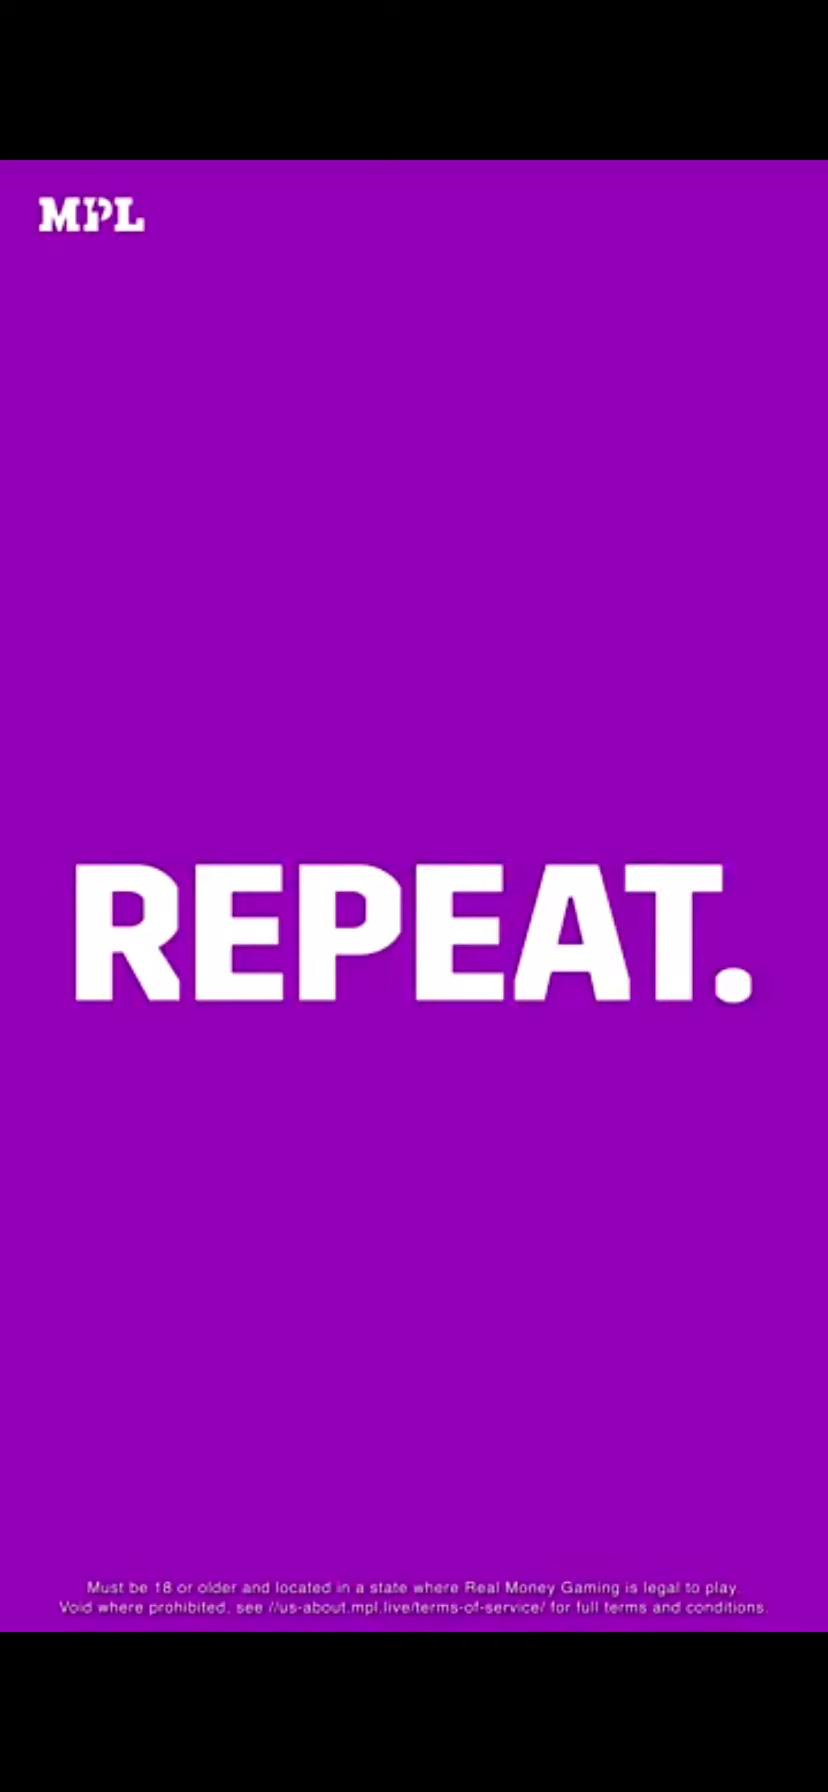 MPL
REPEAT.
Must be 18 or older and located in a state where Real Money Gaming is legal to play.
Void where prohibited, see //us-about.mpl.live/terms-of-service/ for full terms and conditions.